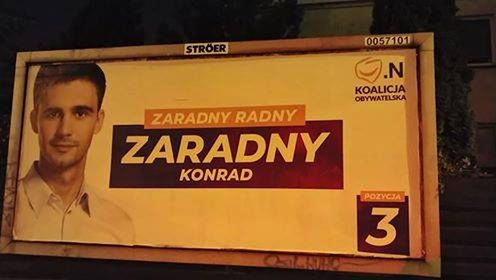 STRÖER
0057101
.N
KOALICJA
OBYWATELSKA
ZARADNY RADNY
ZARADNY
KONRAD
POZYCJA
3